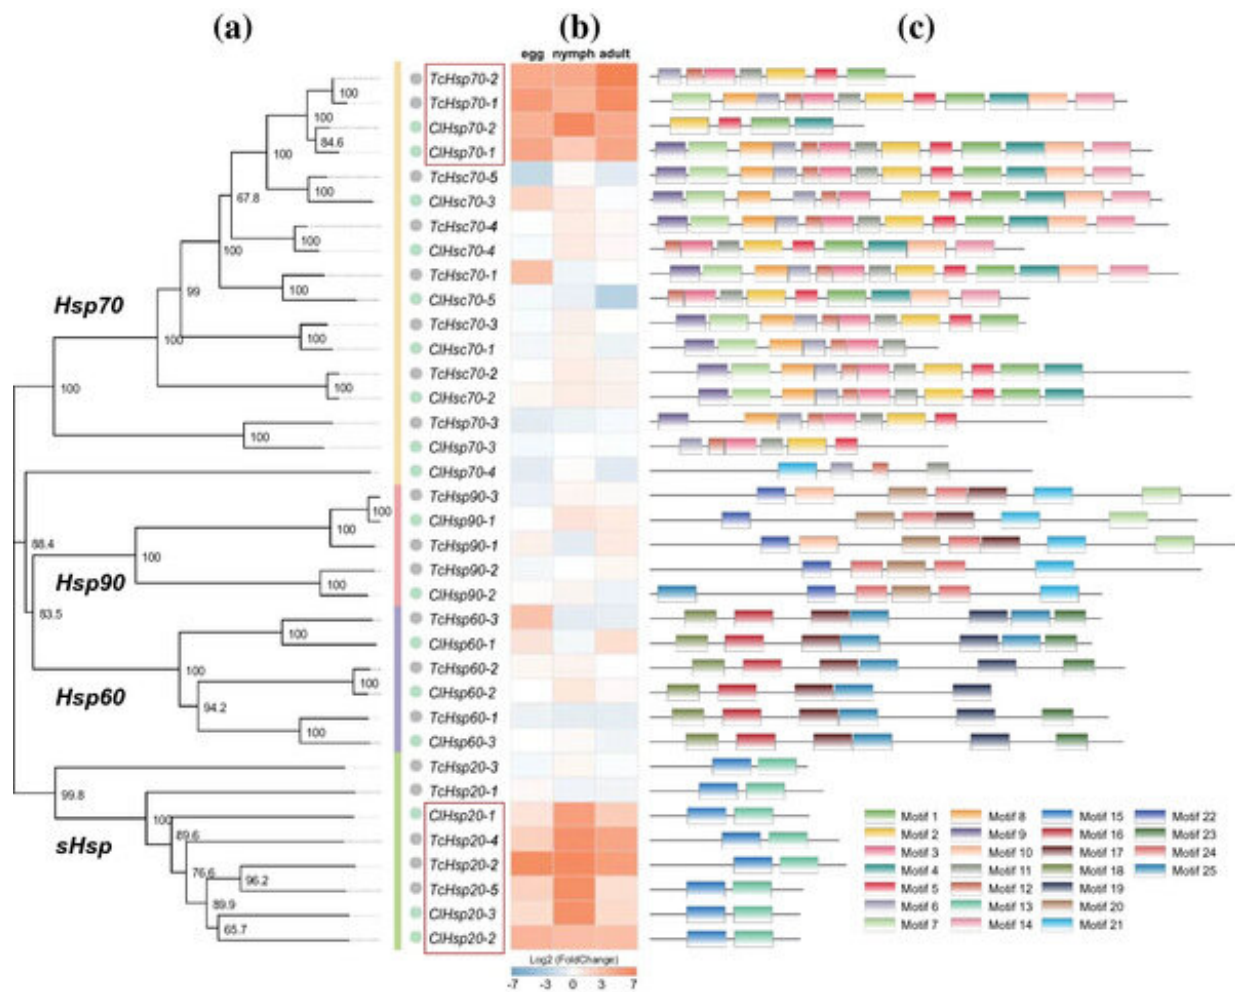 (a) (b) (c)
egg nymph adult
TcHsp70-2
TcHsp70-1
ClHsp70-2
ClHsp70-1
TcHsc70-5
ClHsc70-3
TcHsc70-4
ClHsc70-4
TcHsc70-1
ClHsc70-5
TcHsc70-3
ClHsc70-1
TcHsc70-2
ClHsc70-2
TcHsp70-3
ClHsp70-3
ClHsp70-4
TcHsp90-3
ClHsp90-1
TcHsp90-1
TcHsp90-2
ClHsp90-2
TcHsp60-3
ClHsp60-1
TcHsp60-2
ClHsp60-2
TcHsp60-1
ClHsp60-3
TcHsp20-3
TcHsp20-1
ClHsp20-1
TcHsp20-4
TcHsp20-2
TcHsp20-5
ClHsp20-3
ClHsp20-2
Hsp70
Hsp90
Hsp60
sHsp
100
100
84.6
100
100
67.8
100
100
100
99
100
100
100
100
100
100
88.4
100
100
100
83.5
100
100
100
94.2
100
99.8
100
89.6
76.6
96.2
89.9
65.7
Log2 (FoldChange)
-7 -3 0 3 7
Motif 1 Motif 8 Motif 15 Motif 22
Motif 2 Motif 9 Motif 16 Motif 23
Motif 3 Motif 10 Motif 17 Motif 24
Motif 4 Motif 11 Motif 18 Motif 25
Motif 5 Motif 12 Motif 19
Motif 6 Motif 13 Motif 20
Motif 7 Motif 14 Motif 21